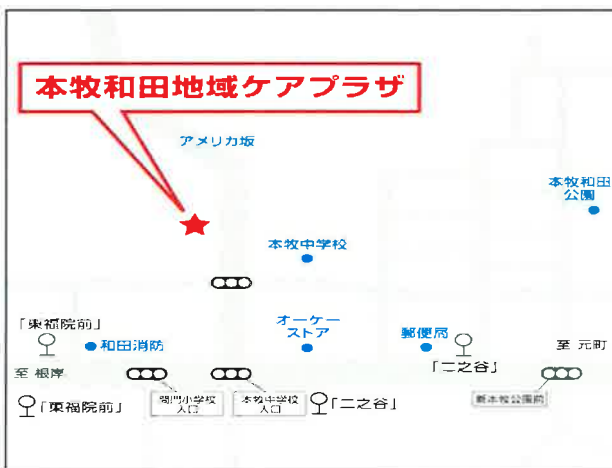 本牧和田地域ケアプラザ
アメリカ坂
本牧和田
公園
本牧中学校
「東福院前」
和田消防
オーケー
ストア
郵便局
「二之谷」
至 元町
至 根岸
「東福院前」
間門小学校
入口
本牧中学校
入口
「二之谷」
新本牧公園前